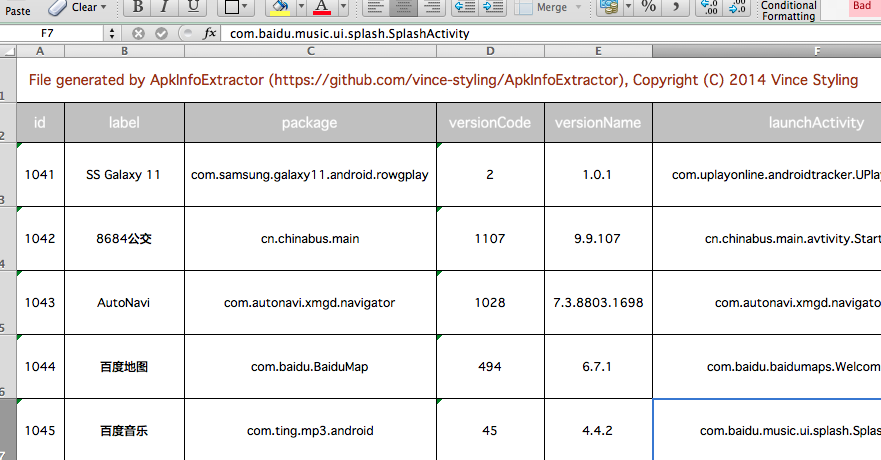 Paste Clear B I U A Merge % Conditional Formatting Bad
F7 fx com.baidu.music.ui.splash.SplashActivity
A B C D E F
1 File generated by ApkInfoExtractor (https://github.com/vince-styling/ApkInfoExtractor), Copyright (C) 2014 Vince Styling
2 id label package versionCode versionName launchActivity
3 1041 SS Galaxy 11 com.samsung.galaxy11.android.rowgplay 2 1.0.1 com.uplayonline.androidtracker.UPla
4 1042 8684公交 cn.chinabus.main 1107 9.9.107 cn.chinabus.main.avtivity.Start
5 1043 AutoNavi com.autonavi.xmgd.navigator 1028 7.3.8803.1698 com.autonavi.xmgd.navigato
6 1044 百度地图 com.baidu.BaiduMap 494 6.7.1 com.baidu.baidumaps.Welcom
7 1045 百度音乐 com.ting.mp3.android 45 4.4.2 com.baidu.music.ui.splash.Splas